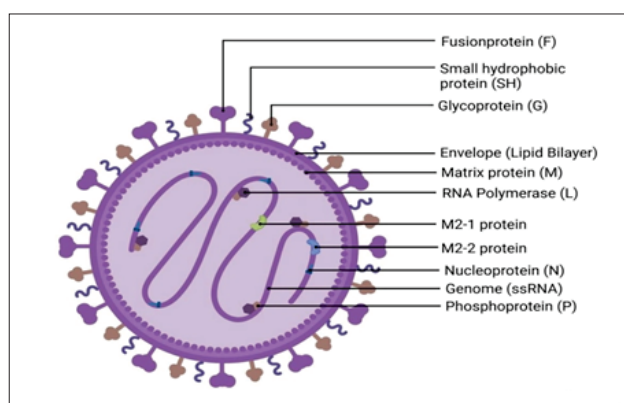 Fusionprotein (F)
Small hydrophobic
protein (SH)
Glycoprotein (G)
Envelope (Lipid Bilayer)
Matrix protein (M)
RNA Polymerase (L)
M2-1 protein
M2-2 protein
Nucleoprotein (N)
Genome (ssRNA)
Phosphoprotein (P)